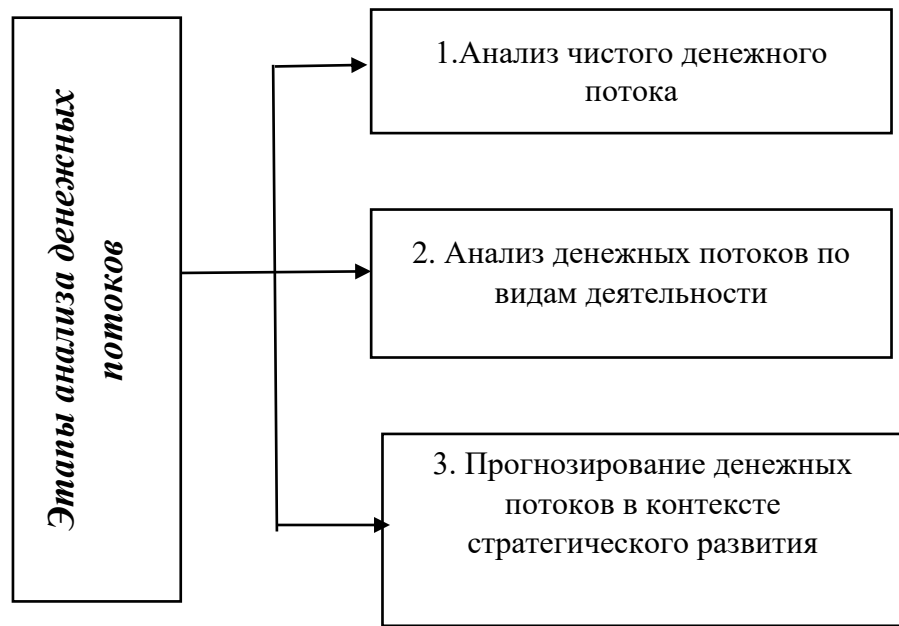 Этапы анализа денежных
потоков
1.Анализ чистого денежного
потока
2. Анализ денежных потоков по
видам деятельности
3. Прогнозирование денежных
потоков в контексте
стратегического развития